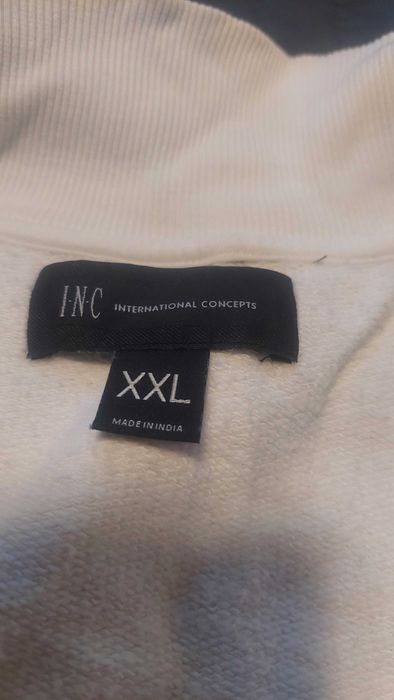 I·N·C INTERNATIONAL CONCEPTS
XXL
MADE IN INDIA